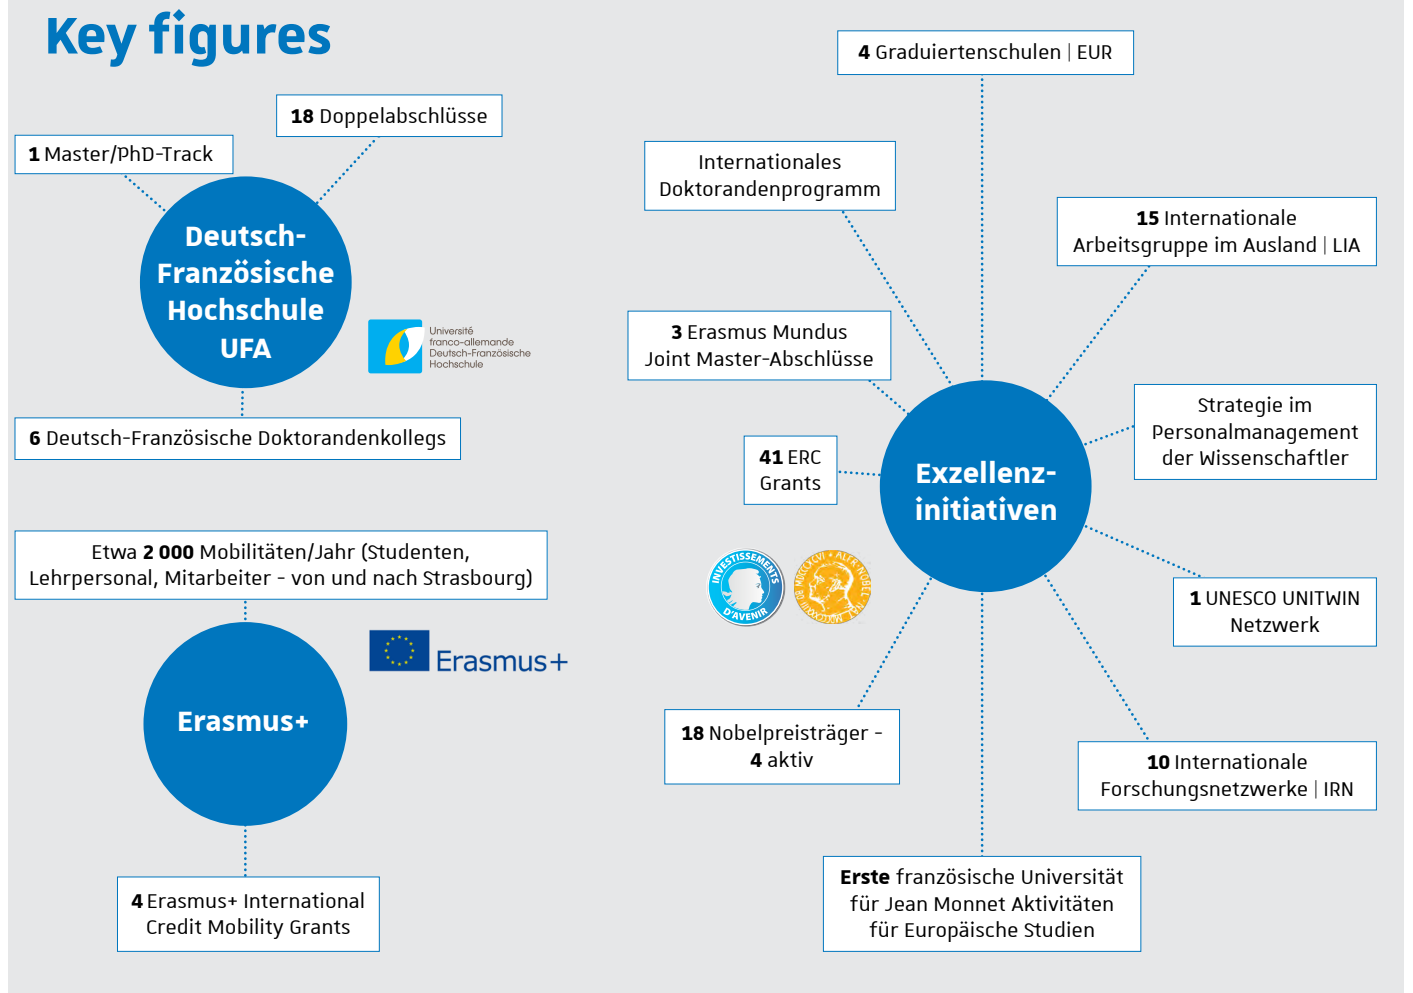 Key figures
18 Doppelabschlüsse
1 Master/PhD-Track
Deutsch-
Französische
Hochschule
UFA
Université
franco-allemande
Deutsch-Französische
Hochschule
6 Deutsch-Französische Doktorandenkollegs
Etwa 2 000 Mobilitäten/Jahr (Studenten,
Lehrpersonal, Mitarbeiter - von und nach Strasbourg)
Erasmus+
Erasmus+
4 Erasmus+ International
Credit Mobility Grants
4 Graduiertenschulen | EUR
Internationales
Doktorandenprogramm
15 Internationale
Arbeitsgruppe im Ausland | LIA
3 Erasmus Mundus
Joint Master-Abschlüsse
Strategie im
Personalmanagement
der Wissenschaftler
41 ERC
Grants
Exzellenz-
initiativen
INVESTISSEMENTS
D'AVENIR
ALFR NOBEL
1 UNESCO UNITWIN
Netzwerk
18 Nobelpreisträger -
4 aktiv
10 Internationale
Forschungsnetzwerke | IRN
Erste französische Universität
für Jean Monnet Aktivitäten
für Europäische Studien